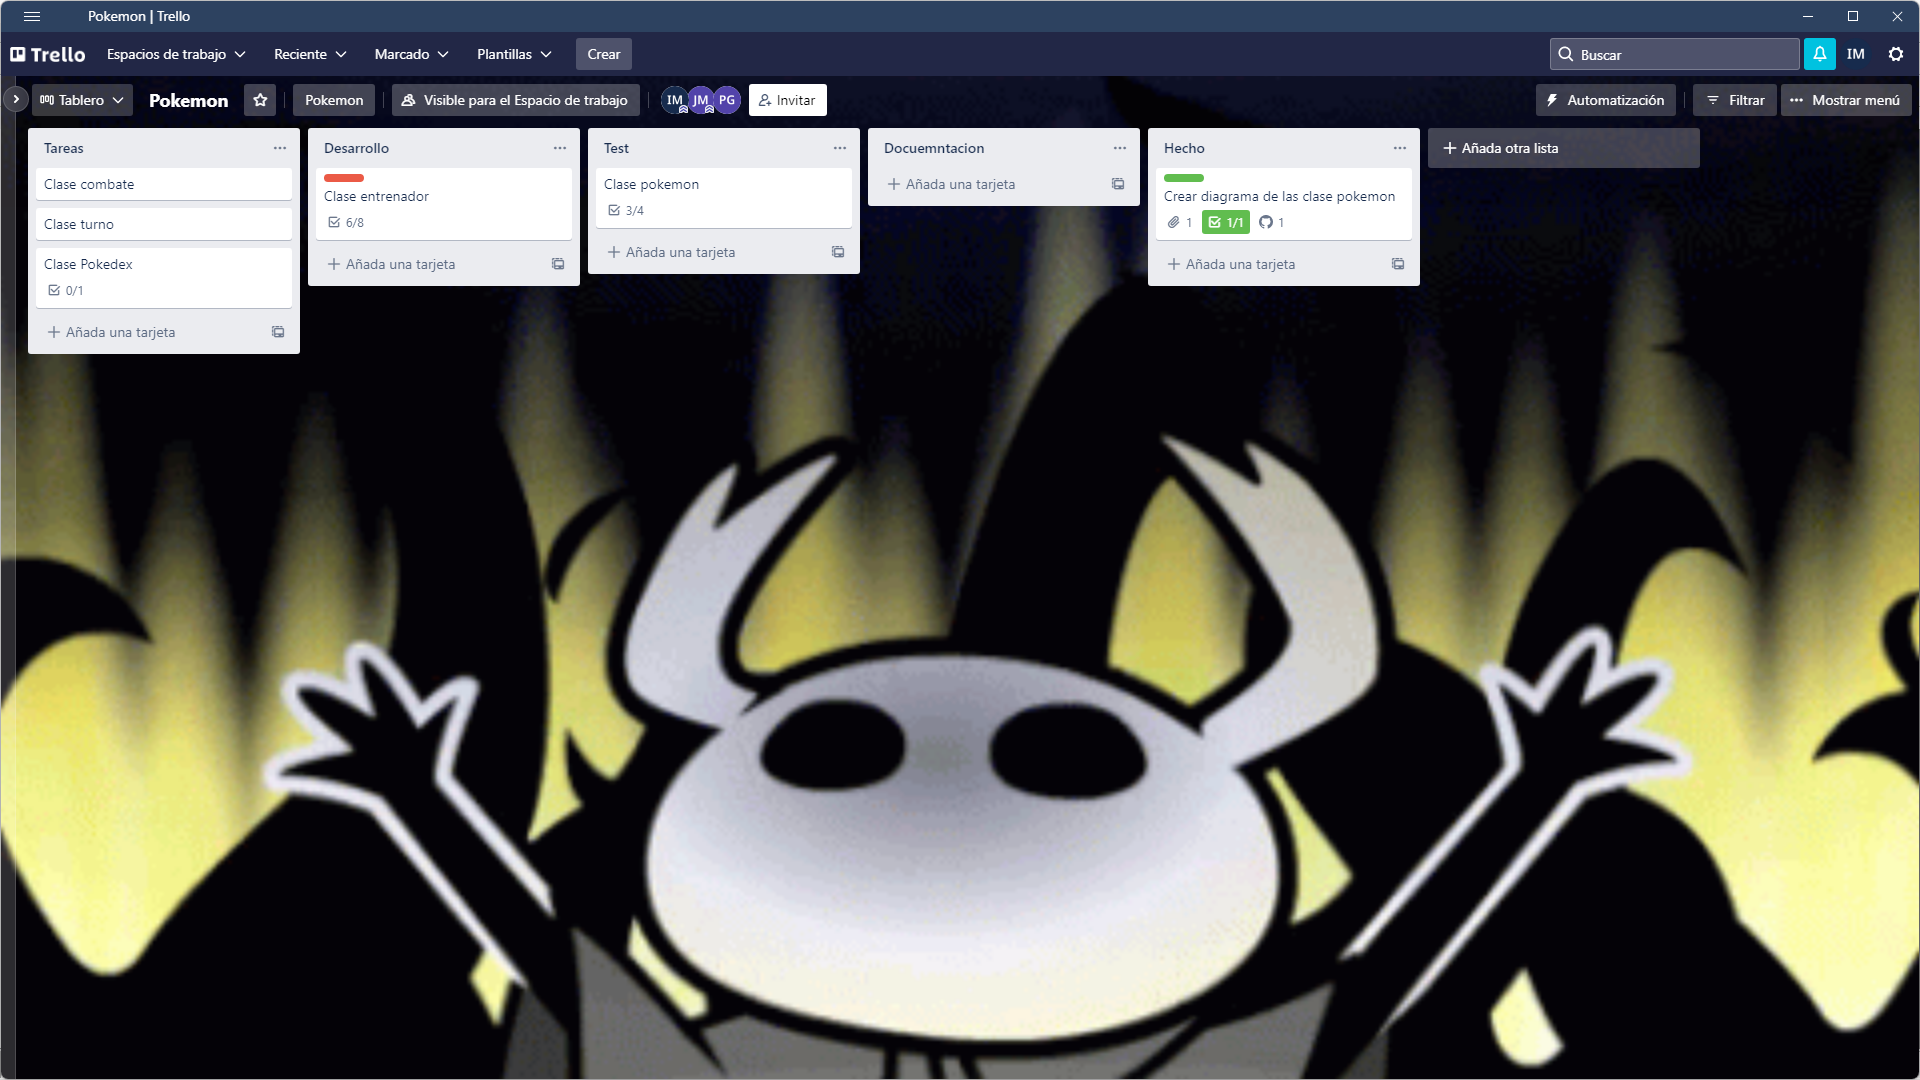 Pokemon | Trello
Trello Espacios de trabajo Reciente Marcado Plantillas Crear Buscar IM
Tablero Pokemon Pokemon Visible para el Espacio de trabajo IM JM PG Invitar Automatización Filtrar Mostrar menú
Tareas
Clase combate
Clase turno
Clase Pokedex
0/1
Añada una tarjeta
Desarrollo
Clase entrenador
6/8
Añada una tarjeta
Test
Clase pokemon
3/4
Añada una tarjeta
Docuemntacion
Añada una tarjeta
Hecho
Crear diagrama de las clase pokemon
1 1/1 1
Añada una tarjeta
Añada otra lista